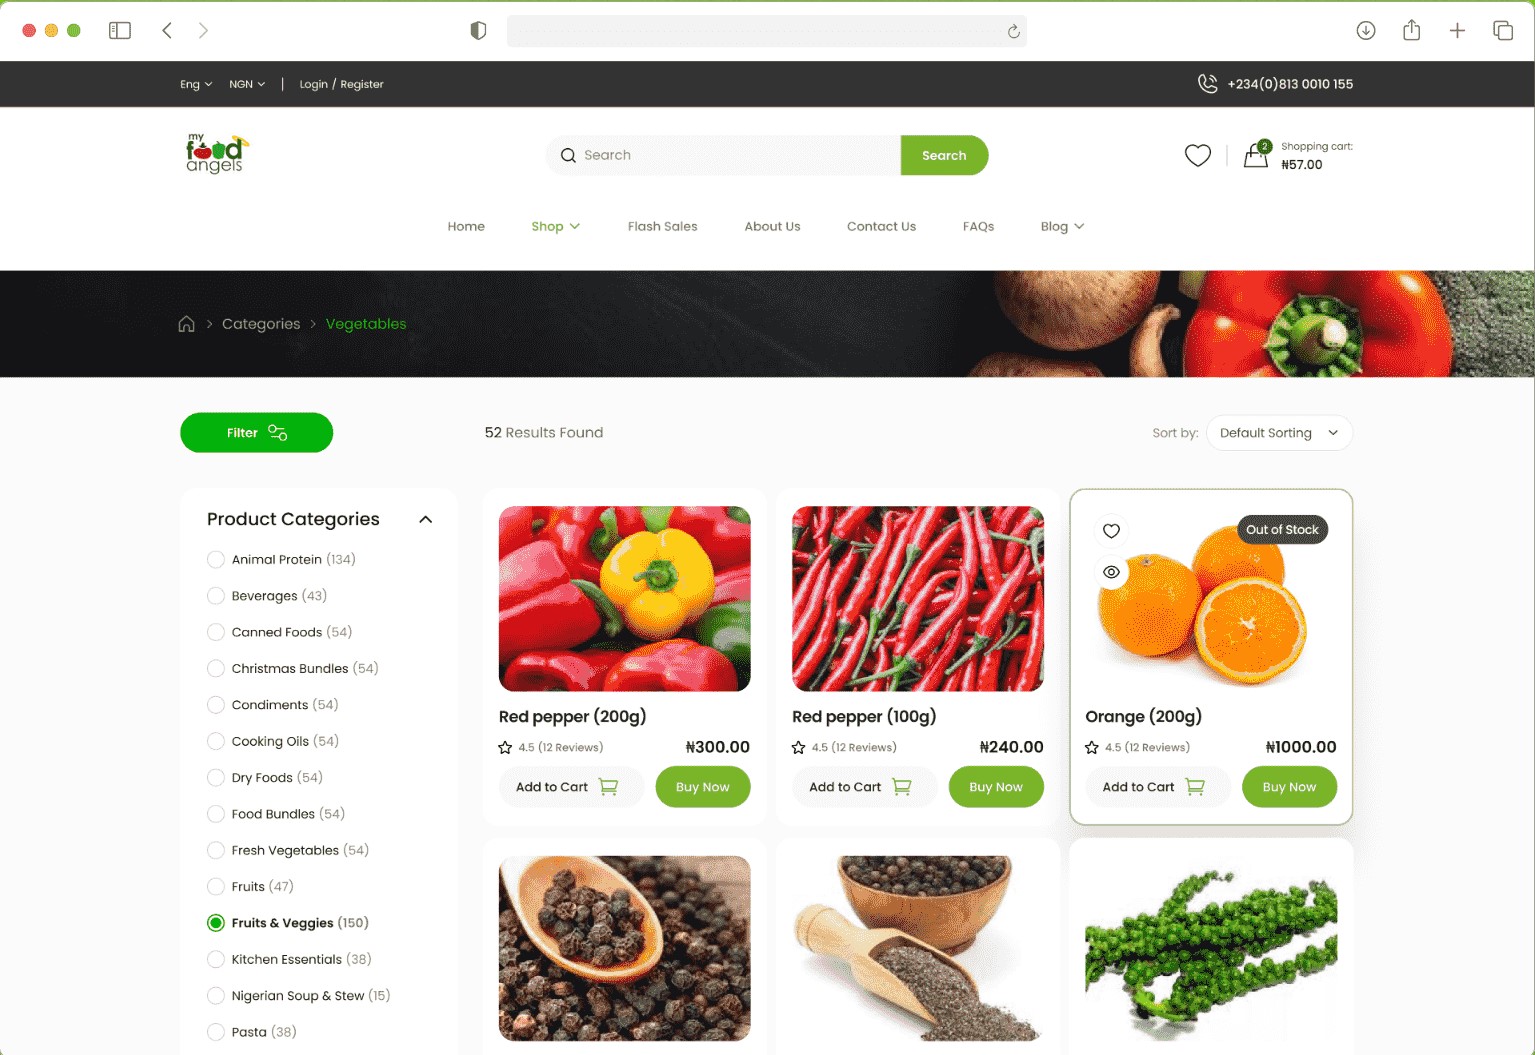 Eng NGN | Login / Register +234(0)813 0010 155
my
food
angels
Search Search
2 Shopping cart:
₦57.00
Home Shop Flash Sales About Us Contact Us FAQs Blog
Categories Vegetables
Filter 52 Results Found Sort by: Default Sorting
Product Categories
Animal Protein (134)
Beverages (43)
Canned Foods (54)
Christmas Bundles (54)
Condiments (54)
Cooking Oils (54)
Dry Foods (54)
Food Bundles (54)
Fresh Vegetables (54)
Fruits (47)
Fruits & Veggies (150)
Kitchen Essentials (38)
Nigerian Soup & Stew (15)
Pasta (38)
Red pepper (200g)
4.5 (12 Reviews) ₦300.00
Add to Cart Buy Now
Red pepper (100g)
4.5 (12 Reviews) ₦240.00
Add to Cart Buy Now
Out of Stock
Orange (200g)
4.5 (12 Reviews) ₦1000.00
Add to Cart Buy Now